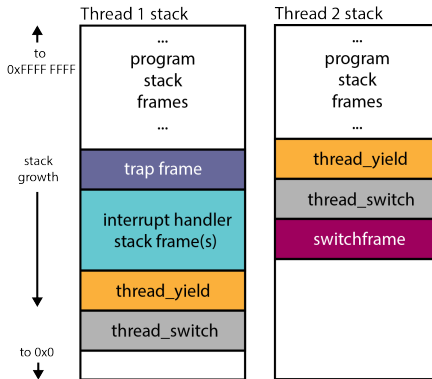 Thread 1 stack
Thread 2 stack
to
0xFFFF FFFF
stack
growth
to 0x0
...
program
stack
frames
...
trap frame
interrupt handler
stack frame(s)
thread_yield
thread_switch
...
program
stack
frames
...
thread_yield
thread_switch
switchframe